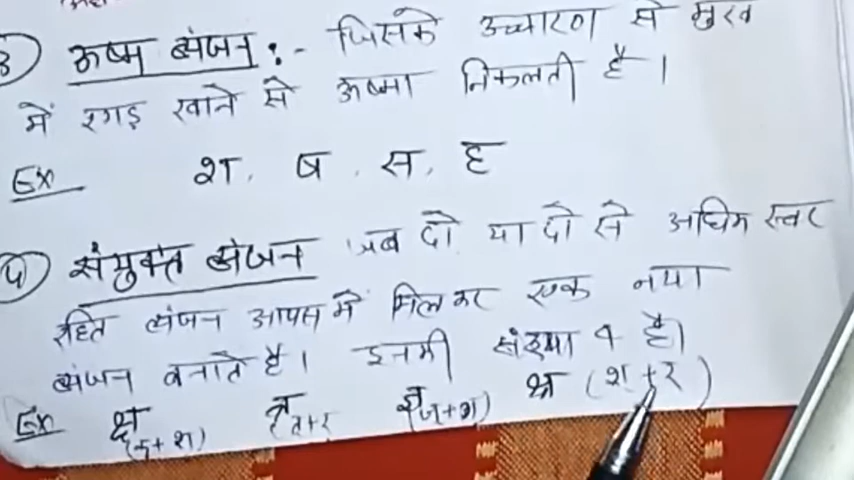 ③ ऊष्म व्यंजन :- जिसके उच्चारण से मुख
में रगड़ खाने से ऊष्मा निकलती है।
Ex श, ष, स, ह
④ संयुक्त व्यंजन जब दो या दो से अधिक स्वर
रहित व्यंजन आपस में मिलकर एक नया
व्यंजन बनाते है। इनकी संख्या 4 है।
Ex क्ष (क+श) त्र त+र ज्ञ (ज+ञ) श्र (श+र)